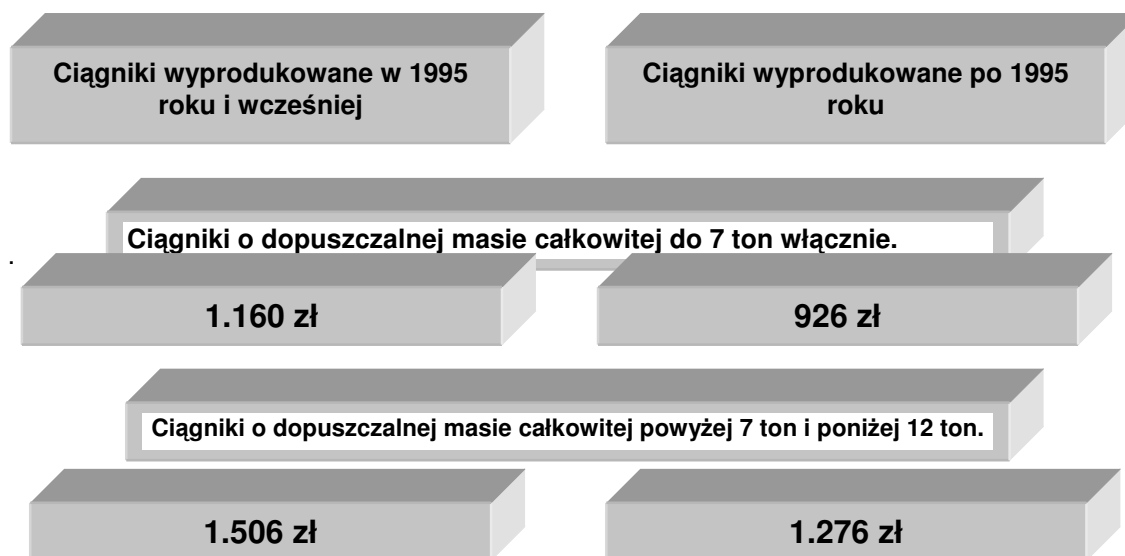 Ciągniki wyprodukowane w 1995
roku i wcześniej
Ciągniki wyprodukowane po 1995
roku
Ciągniki o dopuszczalnej masie całkowitej do 7 ton włącznie.
.
1.160 zł
926 zł
Ciągniki o dopuszczalnej masie całkowitej powyżej 7 ton i poniżej 12 ton.
1.506 zł
1.276 zł